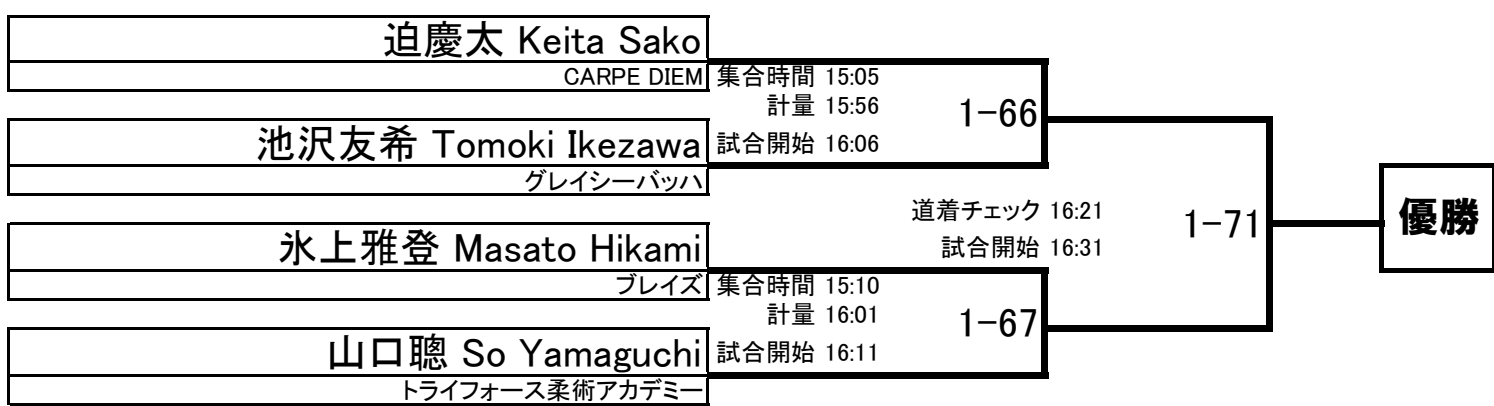 迫慶太 Keita Sako
CARPE DIEM
集合時間 15:05
計量 15:56
1-66
池沢友希 Tomoki Ikezawa
試合開始 16:06
グレイシーバッハ
道着チェック 16:21
1-71
優勝
氷上雅登 Masato Hikami
試合開始 16:31
ブレイズ
集合時間 15:10
計量 16:01
1-67
山口聰 So Yamaguchi
試合開始 16:11
トライフォース柔術アカデミー